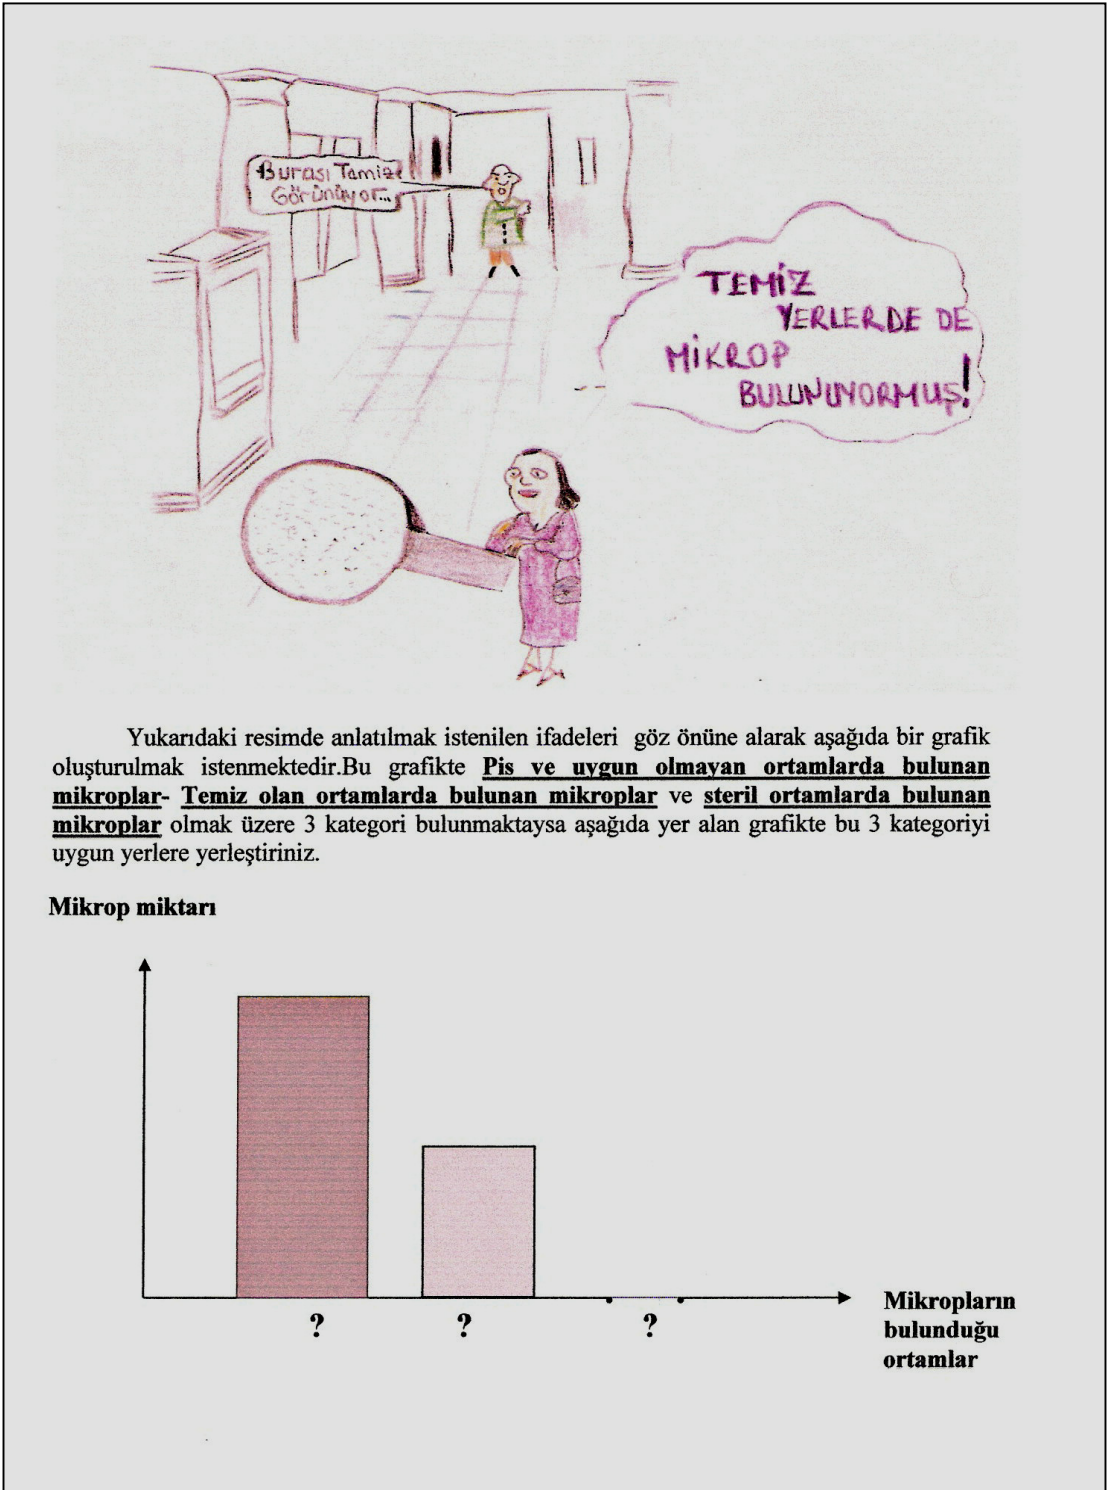 Burası Tamiz
Görünüyor...
TEMİZ
YERLERDE DE
MİKROP
BULUNUYORMUŞ!
Yukarıdaki resimde anlatılmak istenilen ifadeleri göz önüne alarak aşağıda bir grafik
oluşturulmak istenmektedir.Bu grafikte Pis ve uygun olmayan ortamlarda bulunan
mikroplar- Temiz olan ortamlarda bulunan mikroplar ve steril ortamlarda bulunan
mikroplar olmak üzere 3 kategori bulunmaktaysa aşağıda yer alan grafikte bu 3 kategoriyi
uygun yerlere yerleştiriniz.
Mikrop miktarı
? ? ?
Mikropların
bulunduğu
ortamlar